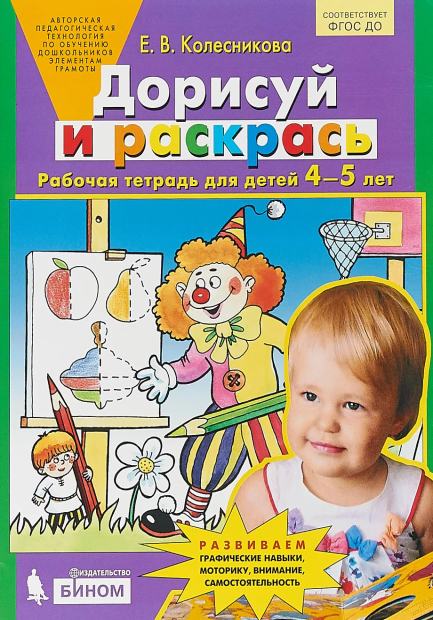 АВТОРСКАЯ
ПЕДАГОГИЧЕСКАЯ
ТЕХНОЛОГИЯ
ПО ОБУЧЕНИЮ
ДОШКОЛЬНИКОВ
ЭЛЕМЕНТАМ
ГРАМОТЫ
СООТВЕТСТВУЕТ
ФГОС ДО
Е. В. Колесникова
Дорисуй
и раскрась
Рабочая тетрадь для детей 4–5 лет
РАЗВИВАЕМ
ГРАФИЧЕСКИЕ НАВЫКИ,
МОТОРИКУ, ВНИМАНИЕ,
САМОСТОЯТЕЛЬНОСТЬ
ИЗДАТЕЛЬСТВО
БИНОМ